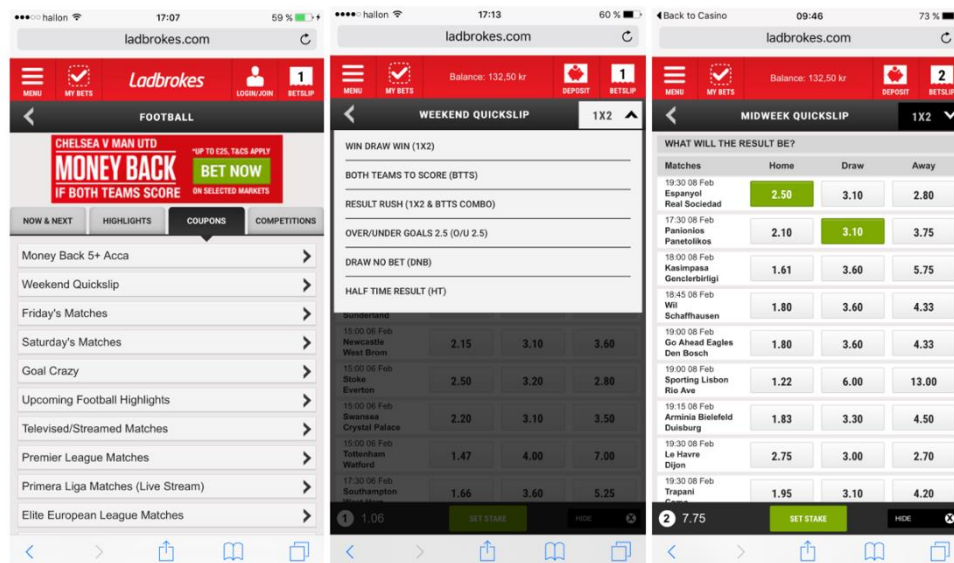 hallon 17:07 59 %
ladbrokes.com
MENU MY BETS Ladbrokes LOGIN/JOIN 1 BETSLIP
FOOTBALL
CHELSEA V MAN UTD
MONEY BACK
IF BOTH TEAMS SCORE
*UP TO £25, T&CS APPLY
BET NOW
ON SELECTED MARKETS
NOW & NEXT HIGHLIGHTS COUPONS COMPETITIONS
Money Back 5+ Acca
Weekend Quickslip
Friday's Matches
Saturday's Matches
Goal Crazy
Upcoming Football Highlights
Televised/Streamed Matches
Premier League Matches
Primera Liga Matches (Live Stream)
Elite European League Matches
hallon 17:13 60 %
ladbrokes.com
MENU MY BETS Balance: 132,50 kr DEPOSIT 1 BETSLIP
WEEKEND QUICKSLIP 1X2
WIN DRAW WIN (1X2)
BOTH TEAMS TO SCORE (BTTS)
RESULT RUSH (1X2 & BTTS COMBO)
OVER/UNDER GOALS 2.5 (O/U 2.5)
DRAW NO BET (DNB)
HALF TIME RESULT (HT)
Sunderland
15:00 06 Feb
Newcastle 2.15 3.10 3.60
West Brom
15:00 06 Feb
Stoke 2.50 3.20 2.80
Everton
15:00 06 Feb
Swansea 2.20 3.10 3.50
Crystal Palace
15:00 06 Feb
Tottenham 1.47 4.00 7.00
Watford
17:30 06 Feb
Southampton 1.66 3.60 5.25
West Ham
1 1.06 SET STAKE HIDE
Back to Casino 09:46 73 %
ladbrokes.com
MENU MY BETS Balance: 132,50 kr DEPOSIT 2 BETSLIP
MIDWEEK QUICKSLIP 1X2
WHAT WILL THE RESULT BE?
Matches Home Draw Away
19:30 08 Feb
Espanyol 2.50 3.10 2.80
Real Sociedad
17:30 08 Feb
Panionios 2.10 3.10 3.75
Panetolikos
18:00 08 Feb
Kasimpasa 1.61 3.60 5.75
Genclerbirligi
18:45 08 Feb
Wil 1.80 3.60 4.33
Schaffhausen
19:00 08 Feb
Go Ahead Eagles 1.80 3.60 4.33
Den Bosch
19:00 08 Feb
Sporting Lisbon 1.22 6.00 13.00
Rio Ave
19:15 08 Feb
Arminia Bielefeld 1.83 3.30 4.50
Duisburg
19:30 08 Feb
Le Havre 2.75 3.00 2.70
Dijon
19:30 08 Feb
Trapani 1.95 3.10 4.20
Como
2 7.75 SET STAKE HIDE